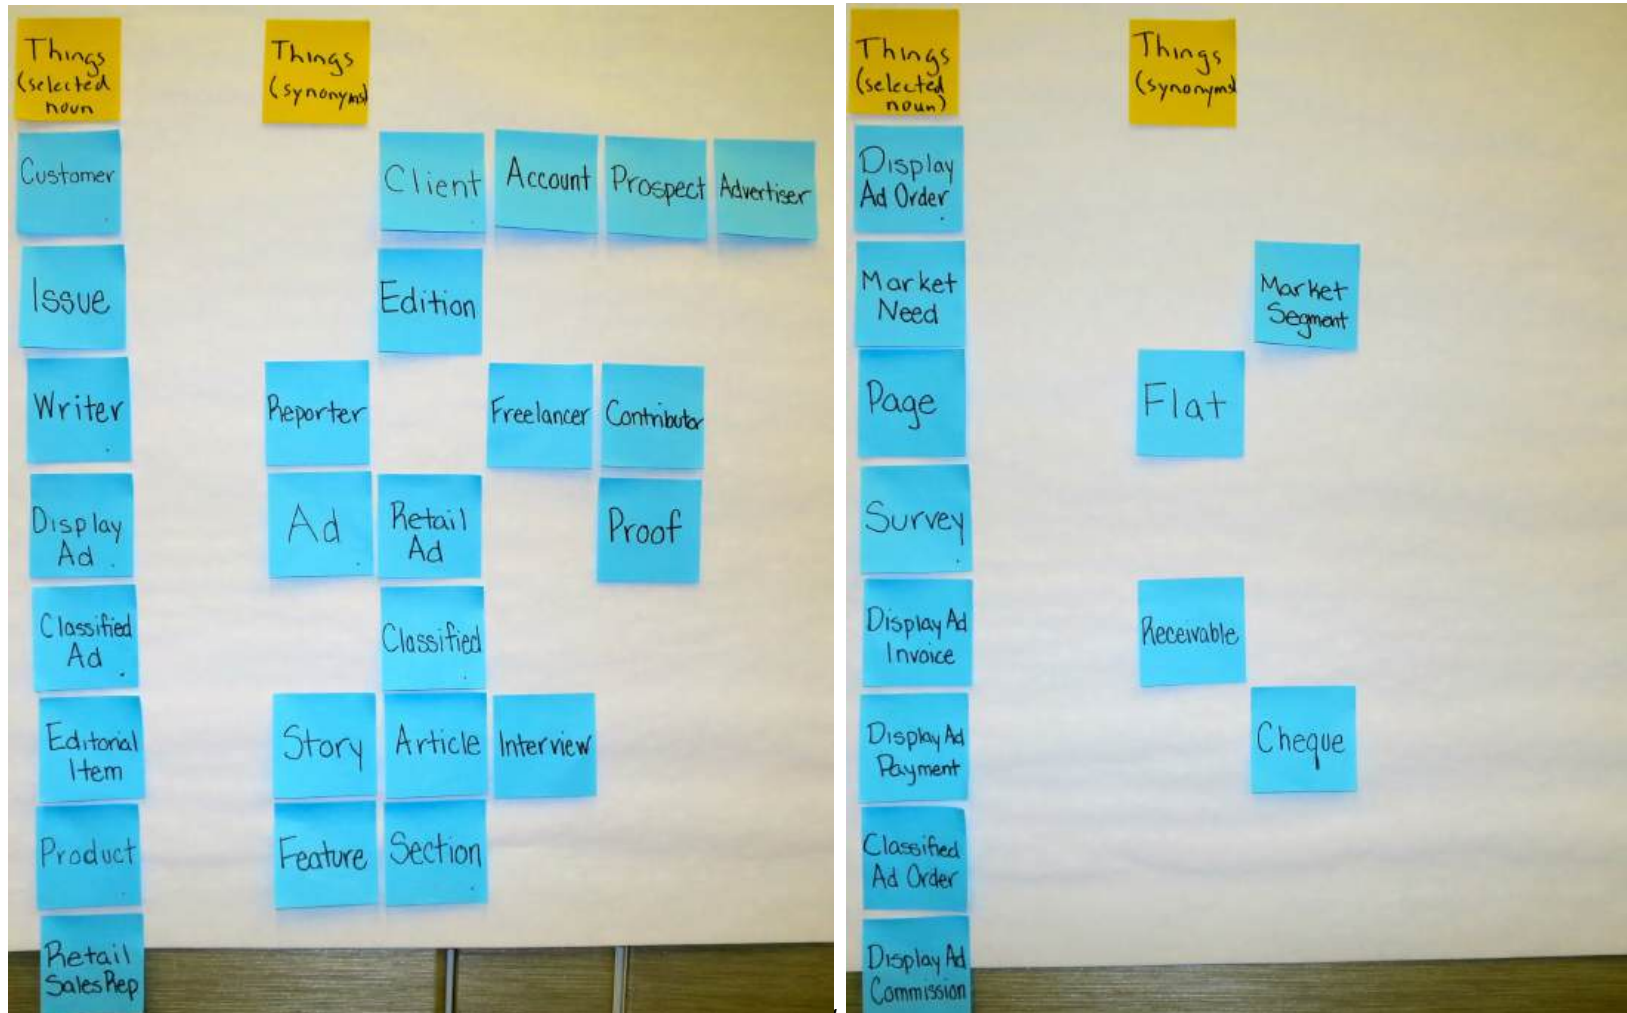 Things
(selected
noun
Things
(synonyms)
Customer
Client
Account
Prospect
Advertiser
Issue
Edition
Writer
Reporter
Freelancer
Contributor
Display
Ad
Ad
Retail
Ad
Proof
Classified
Ad
Classified
Editorial
Item
Story
Article
Interview
Product
Feature
Section
Retail
Sales Rep
Things
(selected
noun)
Things
(synonyms)
Display
Ad Order
Market
Need
Market
Segment
Page
Flat
Survey
Display Ad
Invoice
Receivable
Display Ad
Payment
Cheque
Classified
Ad Order
Display Ad
Commission